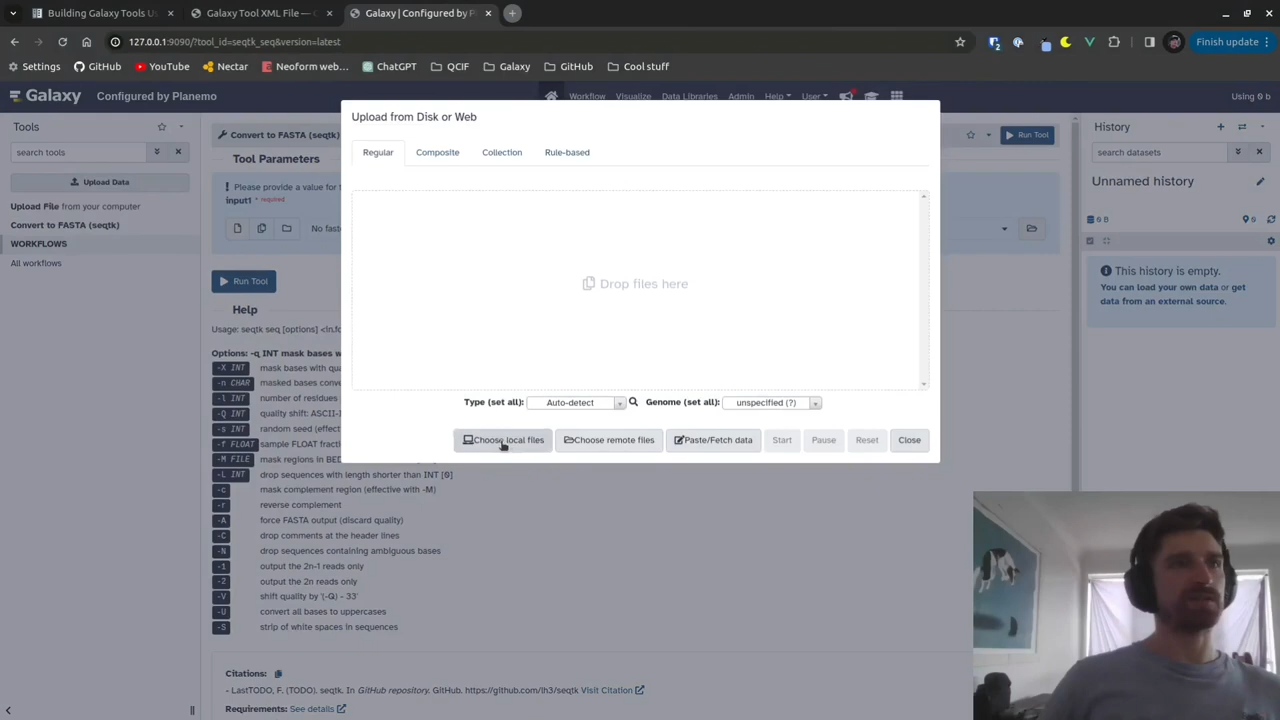 Building Galaxy Tools Us
Galaxy Tool XML File —
Galaxy | Configured by P
127.0.0.1:9090/?tool_id=seqtk_seq&version=latest
Finish update
Settings
GitHub
YouTube
Nectar
Neoform web...
ChatGPT
QCIF
Galaxy
GitHub
Cool stuff
Galaxy
Configured by Planemo
Workflow
Visualize
Data Libraries
Admin
Help
User
Using 0 b
Tools
search tools
Upload Data
Upload File from your computer
Convert to FASTA (seqtk)
WORKFLOWS
All workflows
Convert to FASTA (seqtk)
Run Tool
Tool Parameters
Please provide a value for
input1 * required
No faste
Run Tool
Help
Usage: seqtk seq [options] <in.f
Options: -q INT mask bases w
-X INT mask bases with qua
-n CHAR masked bases conve
-l INT number of residues
-Q INT quality shift: ASCII-I
-s INT random seed (effect
-f FLOAT sample FLOAT fractio
-M FILE mask regions in BED
-L INT drop sequences with length shorter than INT [0]
-c mask complement region (effective with -M)
-r reverse complement
-A force FASTA output (discard quality)
-C drop comments at the header lines
-N drop sequences containing ambiguous bases
-1 output the 2n-1 reads only
-2 output the 2n reads only
-V shift quality by '(-Q) - 33'
-U convert all bases to uppercases
-S strip of white spaces in sequences
Citations:
- LastTODO, F. (TODO). seqtk. In GitHub repository. GitHub. https://github.com/lh3/seqtk Visit Citation
Requirements: See details
Upload from Disk or Web
Regular
Composite
Collection
Rule-based
Drop files here
Type (set all):
Auto-detect
Genome (set all):
unspecified (?)
Choose local files
Choose remote files
Paste/Fetch data
Start
Pause
Reset
Close
History
search datasets
Unnamed history
0 B
0
This history is empty.
You can load your own data or get
data from an external source.